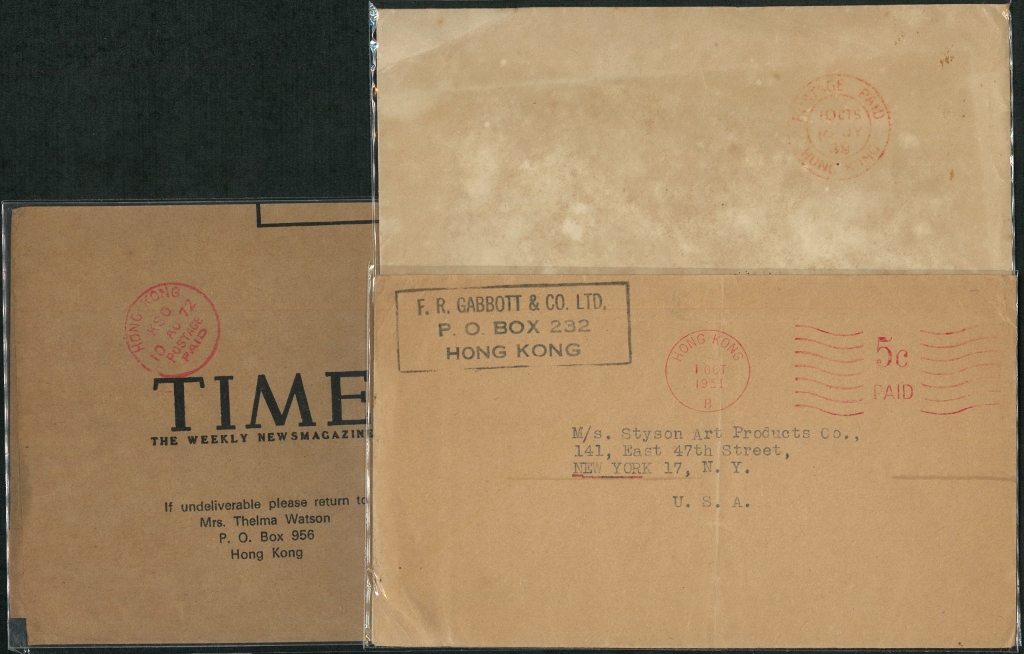 POSTAGE PAID
HONG KONG
HONG KONG
KSO
10 AU 72
POSTAGE
PAID
TIME
THE WEEKLY NEWSMAGAZINE
If undeliverable please return to
Mrs. Thelma Watson
P. O. Box 956
Hong Kong
F. R. GABBOTT & CO. LTD,
P. O. BOX 232
HONG KONG
HONG KONG
1 OCT
1951
8
5c
PAID
M/s. Styson Art Products Co.,
141, East 47th Street,
NEW YORK 17, N. Y.
U. S. A.